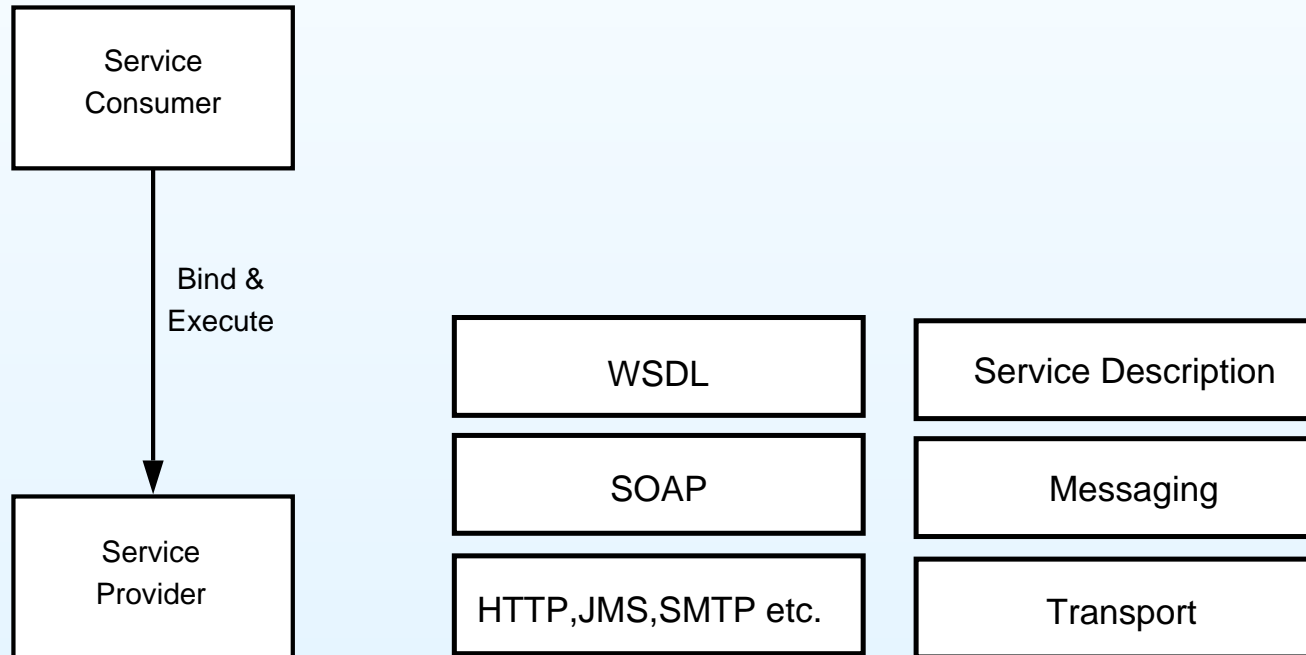 Service
Consumer
Bind &
Execute
Service
Provider
WSDL
Service Description
SOAP
Messaging
HTTP,JMS,SMTP etc.
Transport